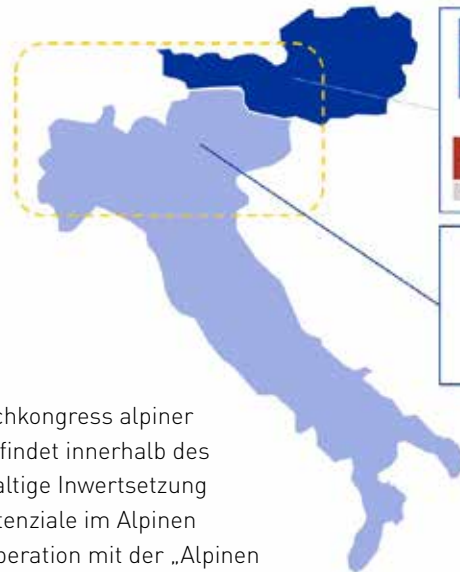 chkongress alpiner
findet innerhalb des
altige Inwertsetzung
tenziale im Alpinen
peration mit der „Alpinen